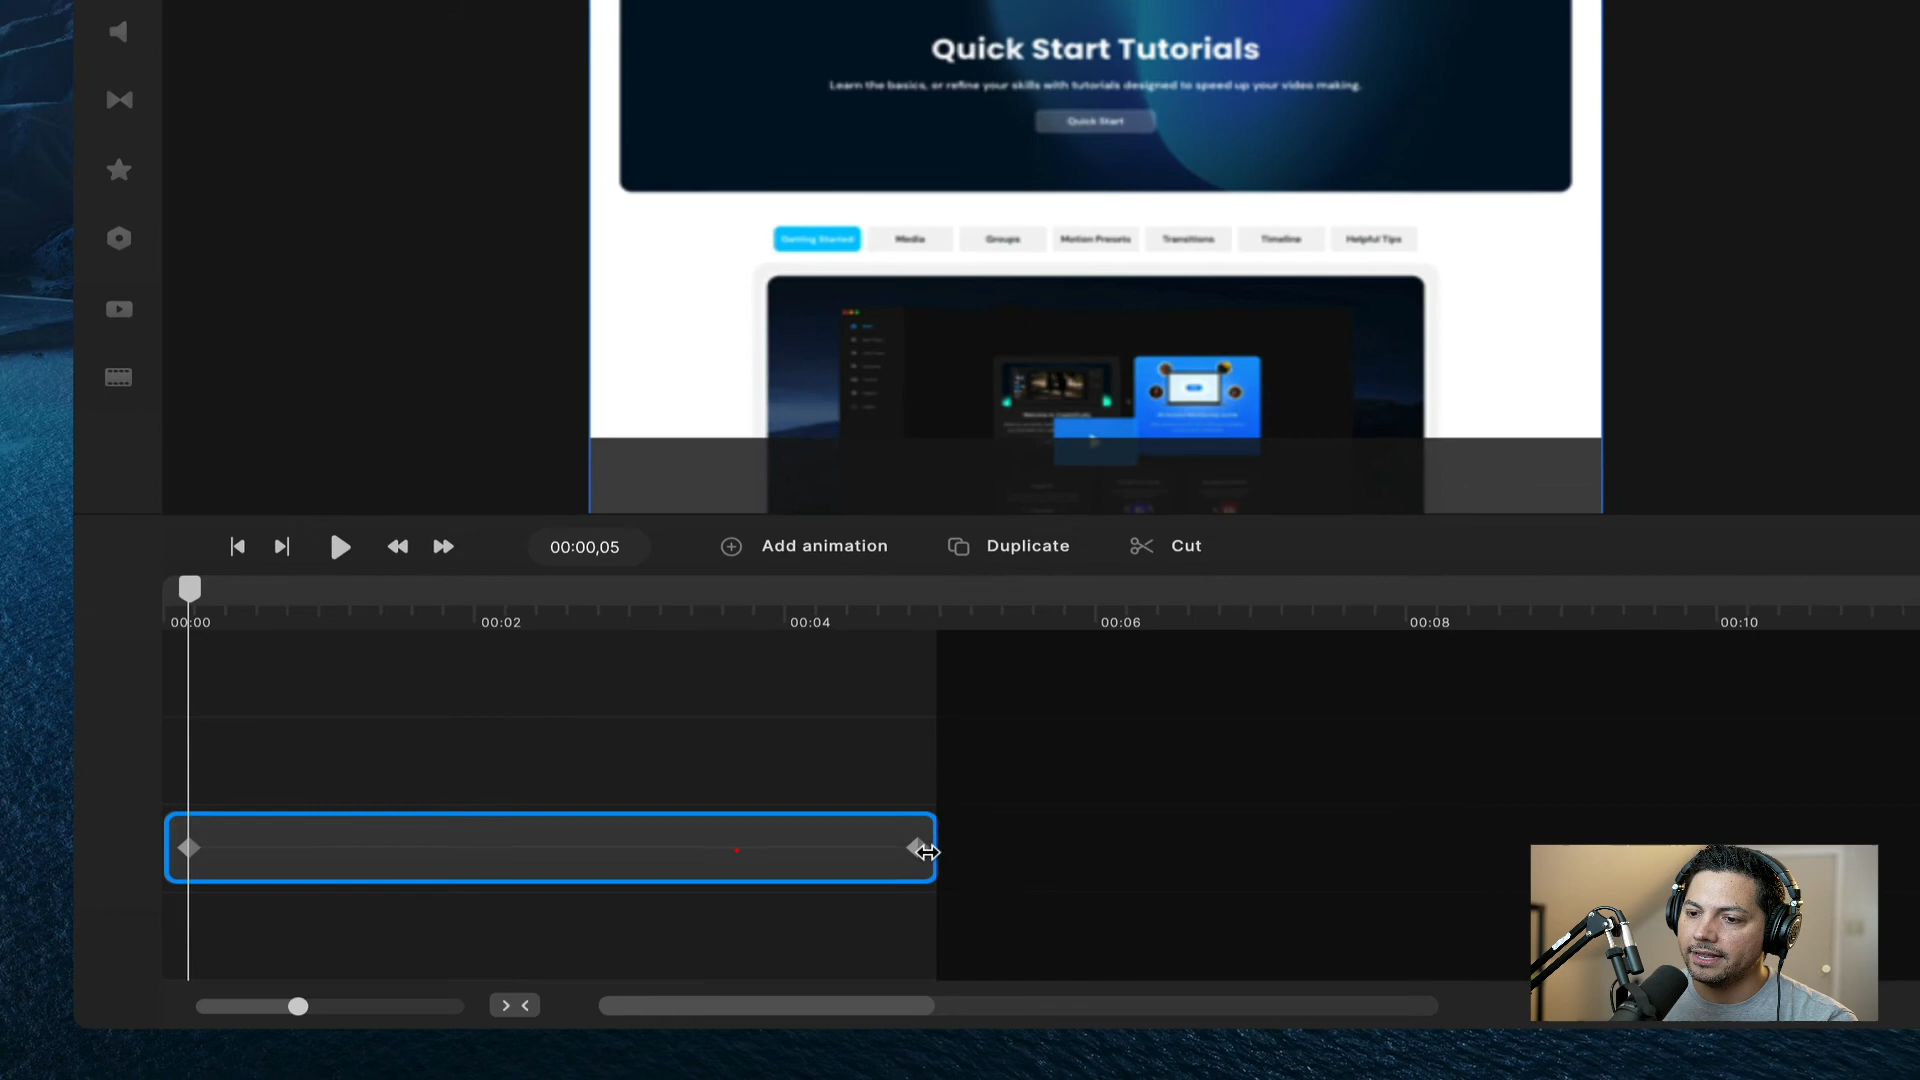 Quick Start Tutorials
Learn the basics, or refine your skills with tutorials designed to speed up your video making.
Quick Start
Getting Started
Media
Groups
Motion Presets
Transitions
Timeline
Helpful Tips
00:00,05
Add animation
Duplicate
Cut
00:00
00:02
00:04
00:06
00:08
00:10